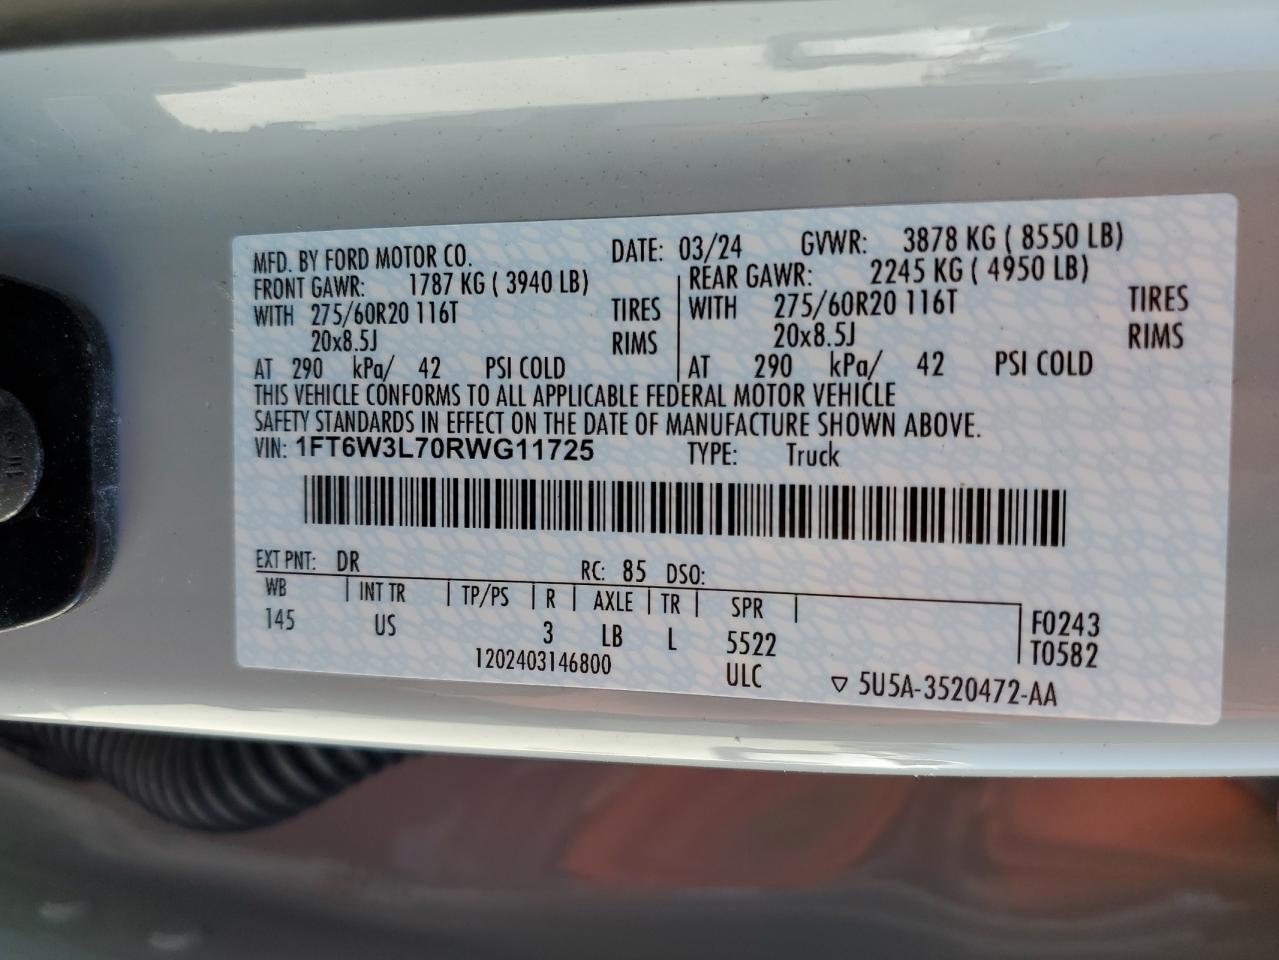 MFD. BY FORD MOTOR CO. DATE: 03/24 GVWR: 3878 KG ( 8550 LB)
FRONT GAWR: 1787 KG ( 3940 LB) REAR GAWR: 2245 KG ( 4950 LB)
WITH 275/60R20 116T TIRES WITH 275/60R20 116T TIRES
20x8.5J RIMS 20x8.5J RIMS
AT 290 kPa/ 42 PSI COLD AT 290 kPa/ 42 PSI COLD
THIS VEHICLE CONFORMS TO ALL APPLICABLE FEDERAL MOTOR VEHICLE
SAFETY STANDARDS IN EFFECT ON THE DATE OF MANUFACTURE SHOWN ABOVE.
VIN: 1FT6W3L70RWG11725 TYPE: Truck
EXT PNT: DR RC: 85 DSO:
WB INT TR TP/PS R AXLE TR SPR
145 US 3 LB L 5522 F0243
T0582
1202403146800 ULC ▽ 5U5A-3520472-AA